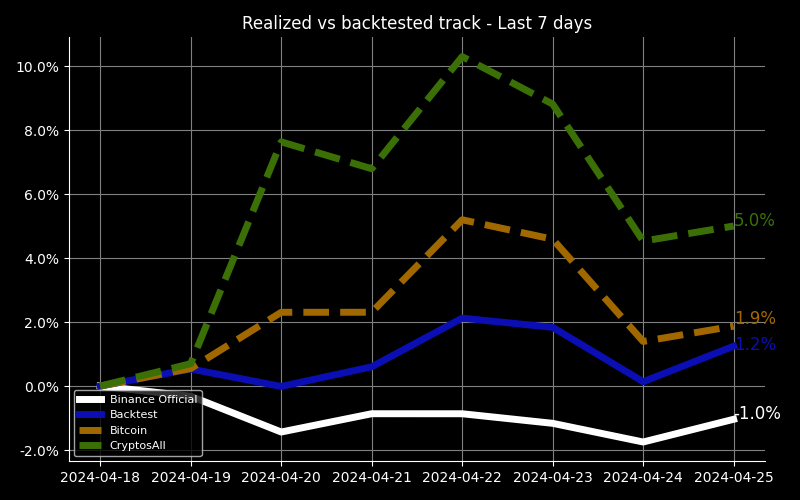 Realized vs backtested track - Last 7 days
10.0%
8.0%
6.0%
4.0%
2.0%
0.0%
-2.0%
5.0%
1.9%
1.2%
-1.0%
Binance Official
Backtest
Bitcoin
CryptosAll
2024-04-18 2024-04-19 2024-04-20 2024-04-21 2024-04-22 2024-04-23 2024-04-24 2024-04-25